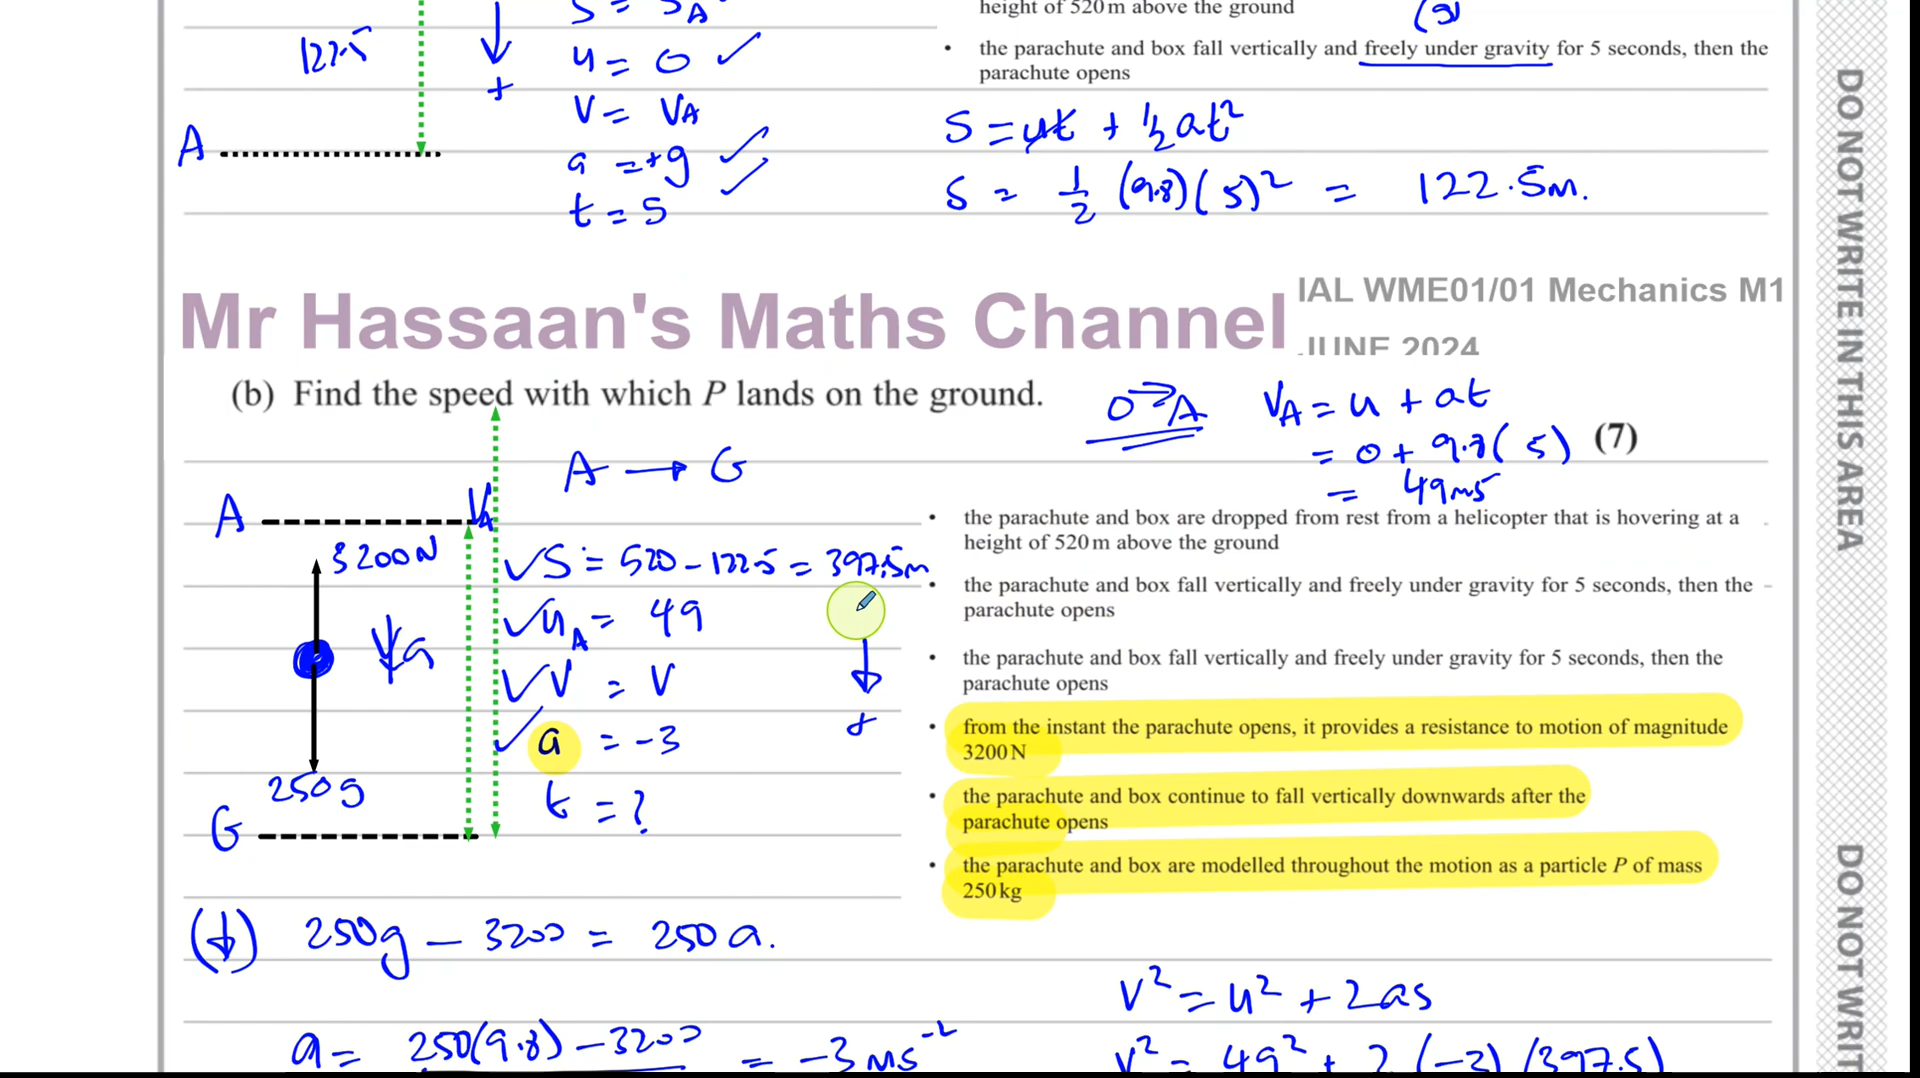 S = SA
height of 520 m above the ground
122.5
u = 0 ✓
• the parachute and box fall vertically and freely under gravity for 5 seconds, then the
parachute opens
+
v = VA
S = ut + ½at²
A
a = +g ✓
t = 5 ✓
S = 1/2 (9.8)(5)² = 122.5m.
Mr Hassaan's Maths Channel
IAL WME01/01 Mechanics M1
JUNE 2024
(b) Find the speed with which P lands on the ground.
O→A
VA = u + at
= 0 + 9.8(5)
(7)
= 49ms
A → G
A
VA
• the parachute and box are dropped from rest from a helicopter that is hovering at a
height of 520 m above the ground
3200N
✓S = 520 - 122.5 = 397.5m
• the parachute and box fall vertically and freely under gravity for 5 seconds, then the
parachute opens
✓uA = 49
a
✓V = V
+
• the parachute and box fall vertically and freely under gravity for 5 seconds, then the
parachute opens
✓a = -3
• from the instant the parachute opens, it provides a resistance to motion of magnitude
3200 N
250g
t = ?
• the parachute and box continue to fall vertically downwards after the
parachute opens
G
• the parachute and box are modelled throughout the motion as a particle P of mass
250 kg
(↓) 250g - 3200 = 250a.
v² = u² + 2as
a = 250(9.8) - 3200 = -3ms⁻²
v² = 49² + 2(-3)(397.5)
DO NOT WRITE IN THIS AREA
DO NOT WRIT